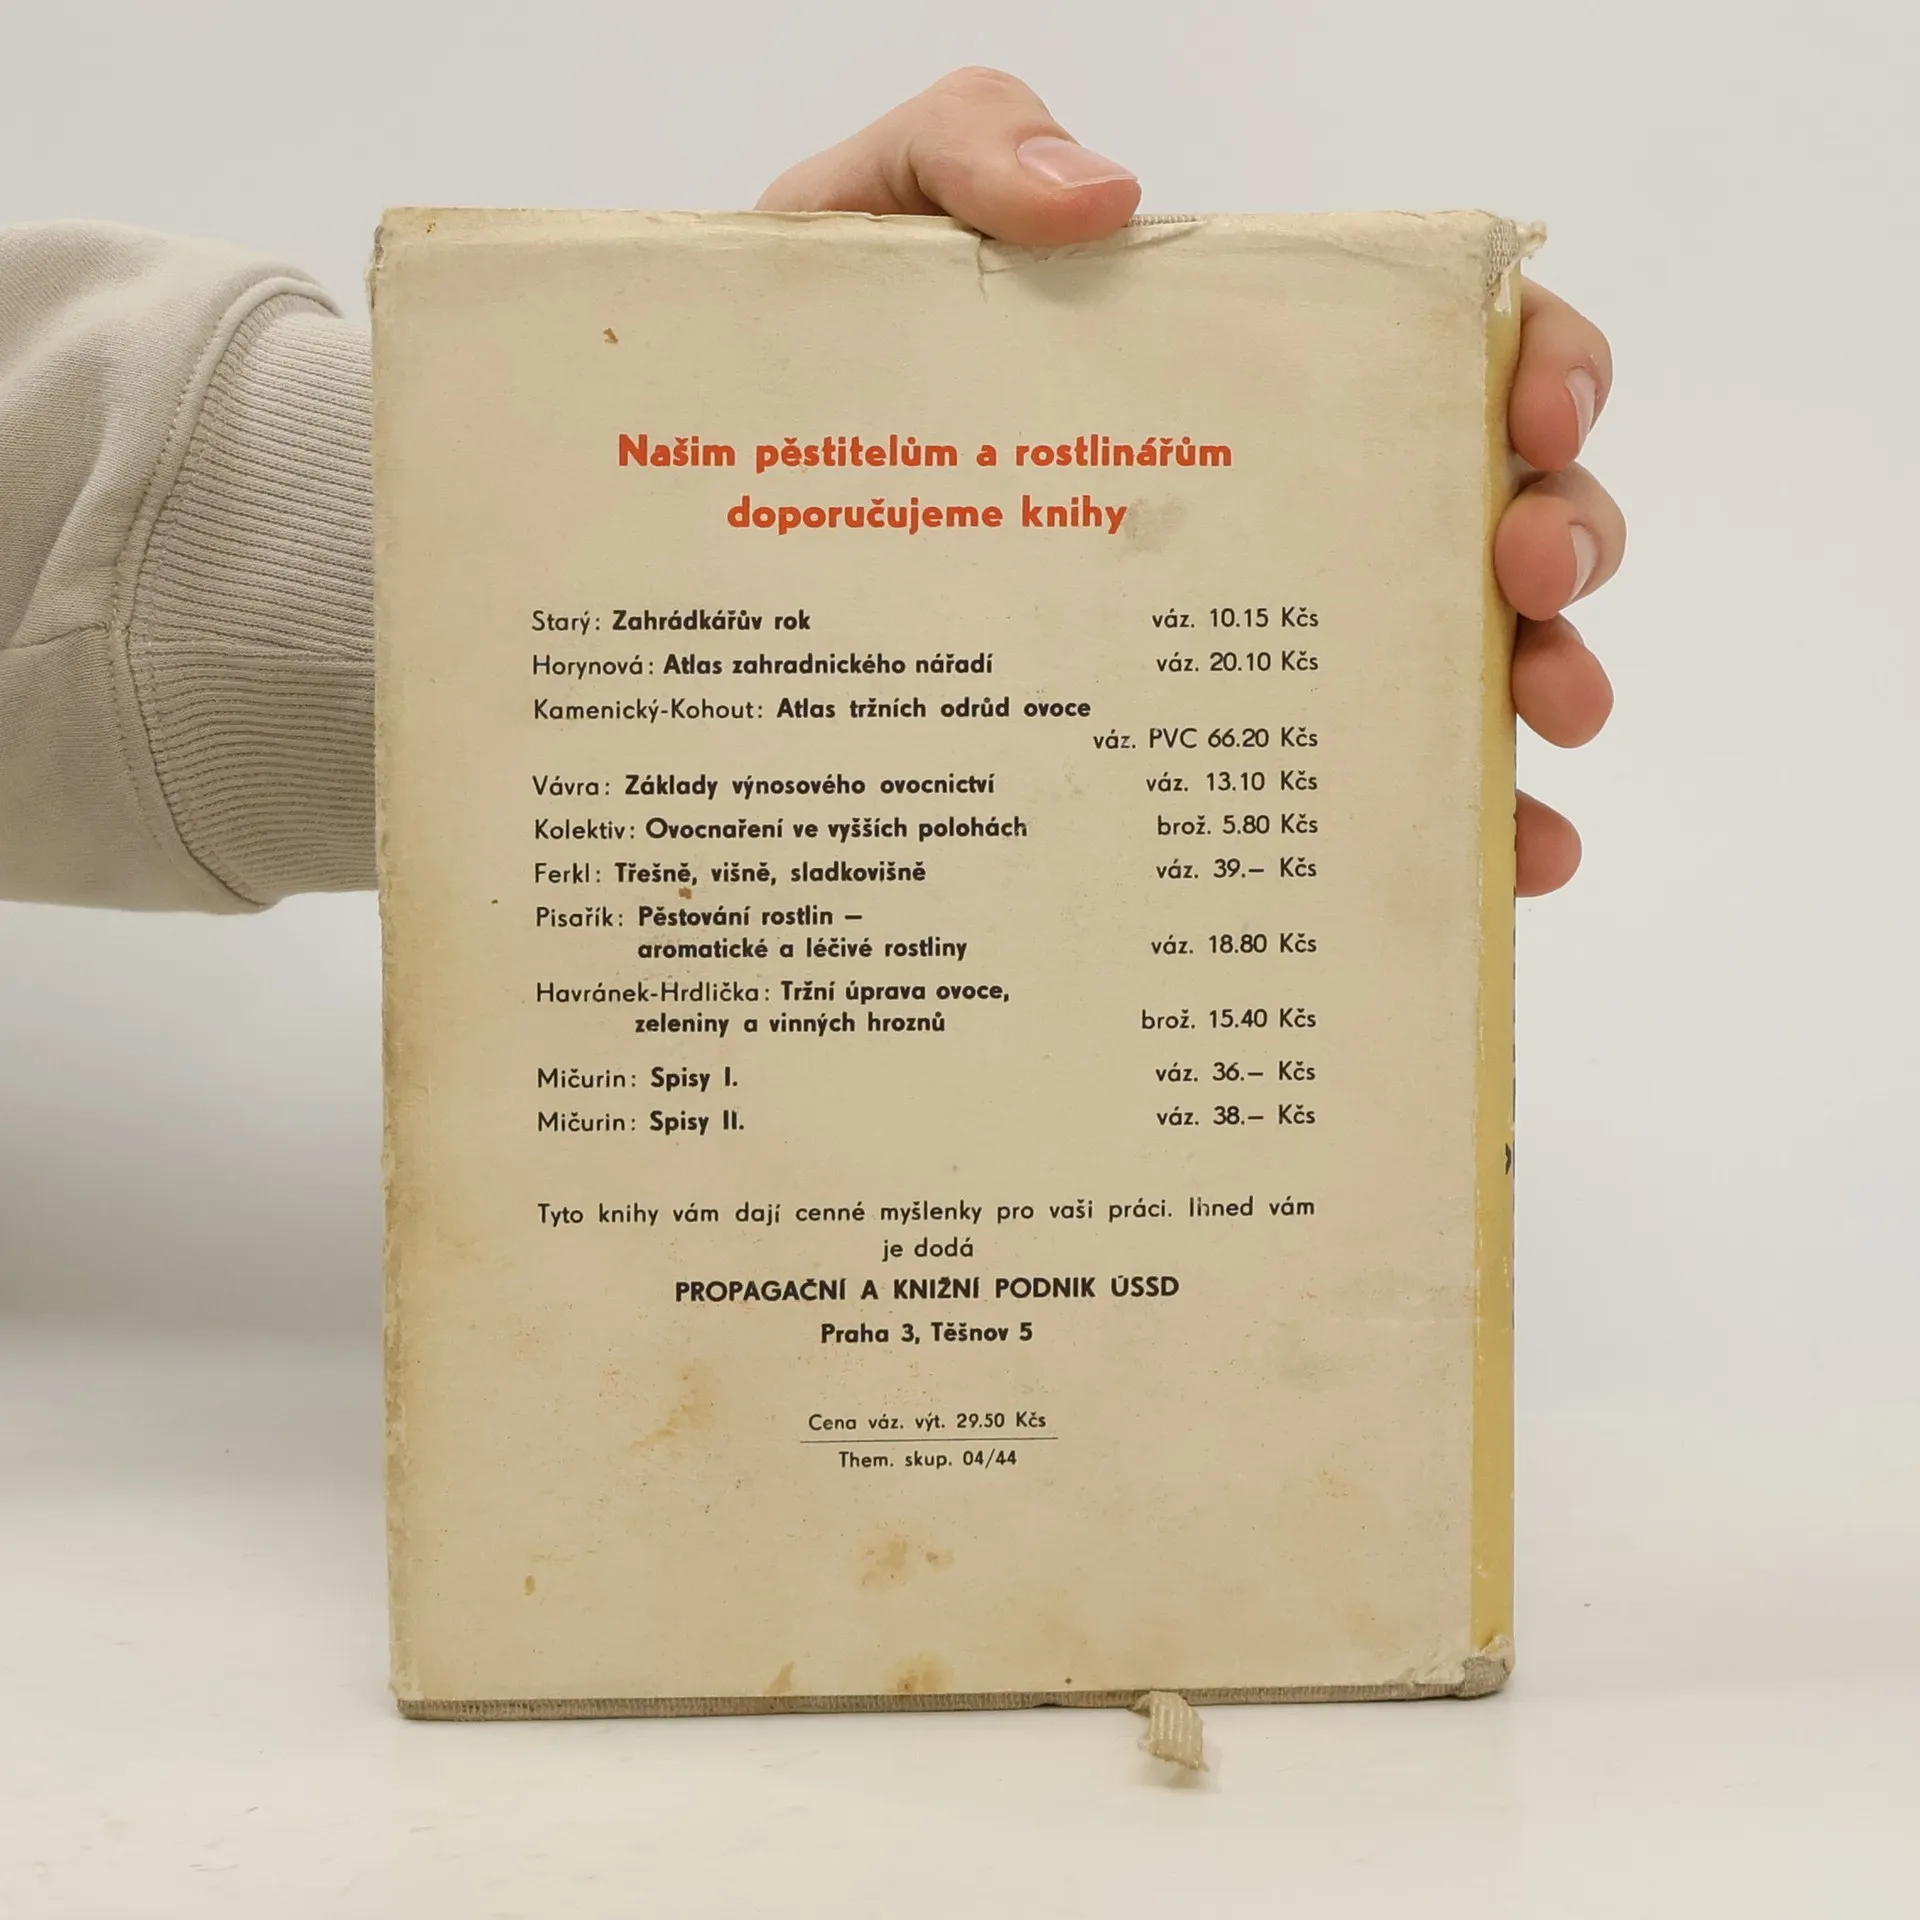 Našim pěstitelům a rostlinářům
doporučujeme knihy
Starý: Zahrádkářův rok váz. 10.15 Kčs
Horynová: Atlas zahradnického nářadí váz. 20.10 Kčs
Kamenický-Kohout: Atlas tržních odrůd ovoce
váz. PVC 66.20 Kčs
Vávra: Základy výnosového ovocnictví váz. 13.10 Kčs
Kolektiv: Ovocnaření ve vyšších polohách brož. 5.80 Kčs
Ferkl: Třešně, višně, sladkovišně váz. 39.— Kčs
Pisařík: Pěstování rostlin —
aromatické a léčivé rostliny váz. 18.80 Kčs
Havránek-Hrdlička: Tržní úprava ovoce,
zeleniny a vinných hroznů brož. 15.40 Kčs
Mičurin: Spisy I. váz. 36.— Kčs
Mičurin: Spisy II. váz. 38.— Kčs
Tyto knihy vám dají cenné myšlenky pro vaši práci. Ihned vám
je dodá
PROPAGAČNÍ A KNIŽNÍ PODNIK ÚSSD
Praha 3, Těšnov 5
Cena váz. výt. 29.50 Kčs
Them. skup. 04/44